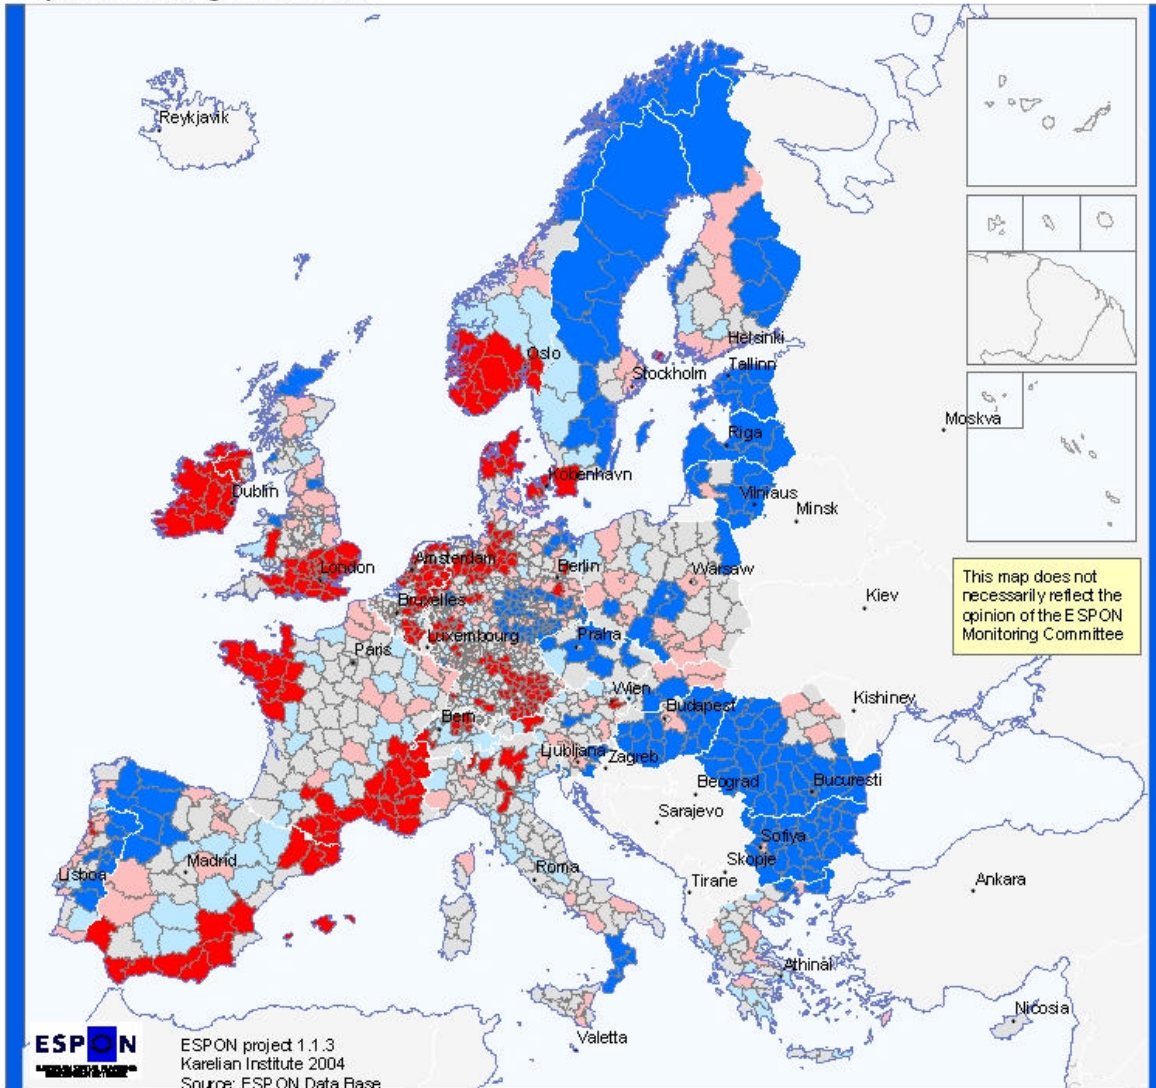 Reykjavik
Oslo
Helsinki
Stockholm
Tallinn
Moskva
Riga
Kobenhavn
Dublin
Vilniaus
Minsk
Amsterdam
London
Berlin
Warsaw
Bruxelles
Kiev
This map does not
necessarily reflect the
opinion of the ESPON
Monitoring Committee
Luxembourg
Praha
Paris
Wien
Kishinev
Budapest
Bern
Ljubljana
Zagreb
Beograd
Bucuresti
Sarajevo
Sofiya
Madrid
Skopje
Lisboa
Roma
Tirane
Ankara
Athinai
Nicosia
Valetta
ESPON
ESPON project 1.1.3
Karelian Institute 2004
Source: ESPON Data Base